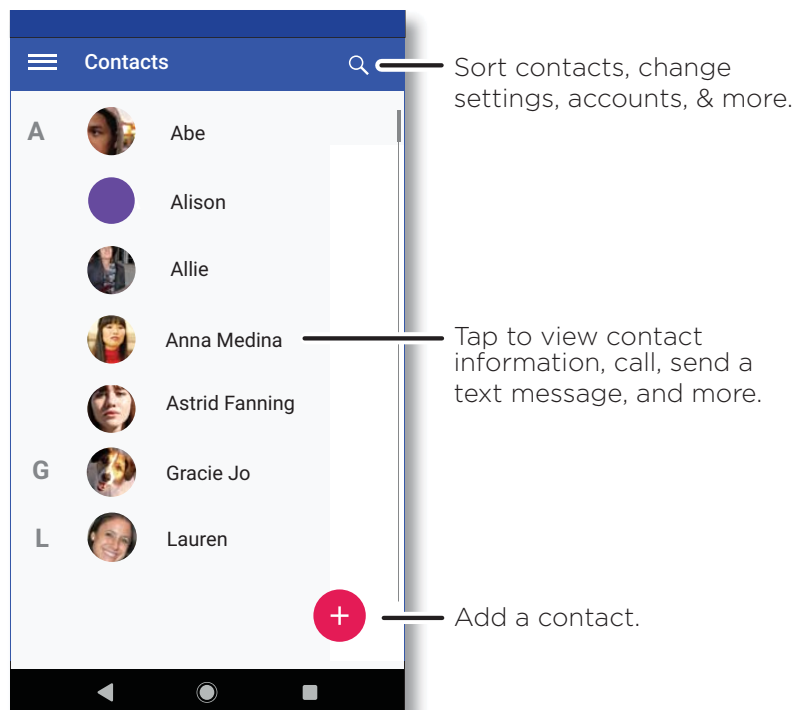 Contacts
Sort contacts, change
settings, accounts, & more.
A
Abe
Alison
Allie
Anna Medina
Tap to view contact
information, call, send a
text message, and more.
Astrid Fanning
G
Gracie Jo
L
Lauren
+
Add a contact.